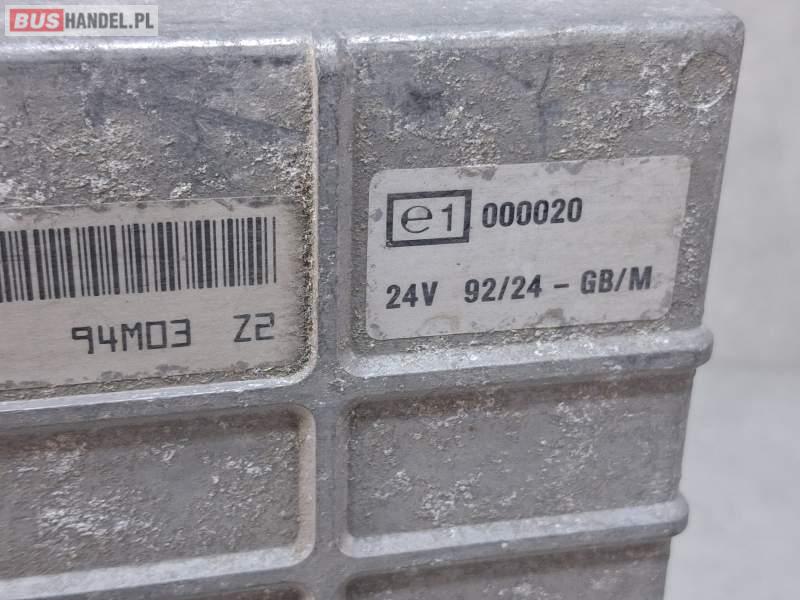 BUSHANDEL.PL
e1 000020
24V 92/24 - GB/M
94M03 Z2